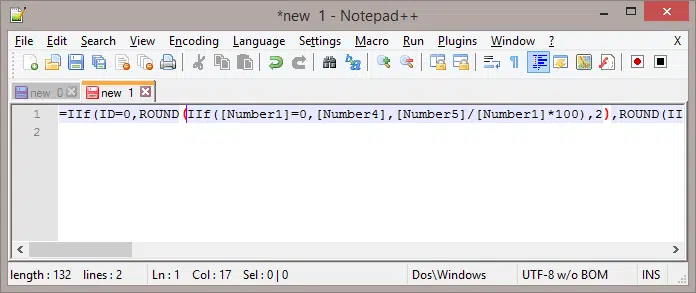 *new 1 - Notepad++
File Edit Search View Encoding Language Settings Macro Run Plugins Window ? X
new 0 new 1
1 =IIf(ID=0,ROUND(IIf([Number1]=0,[Number4],[Number5]/[Number1]*100),2),ROUND(II
2
length : 132 lines : 2 Ln : 1 Col : 17 Sel : 0 | 0 Dos\Windows UTF-8 w/o BOM INS